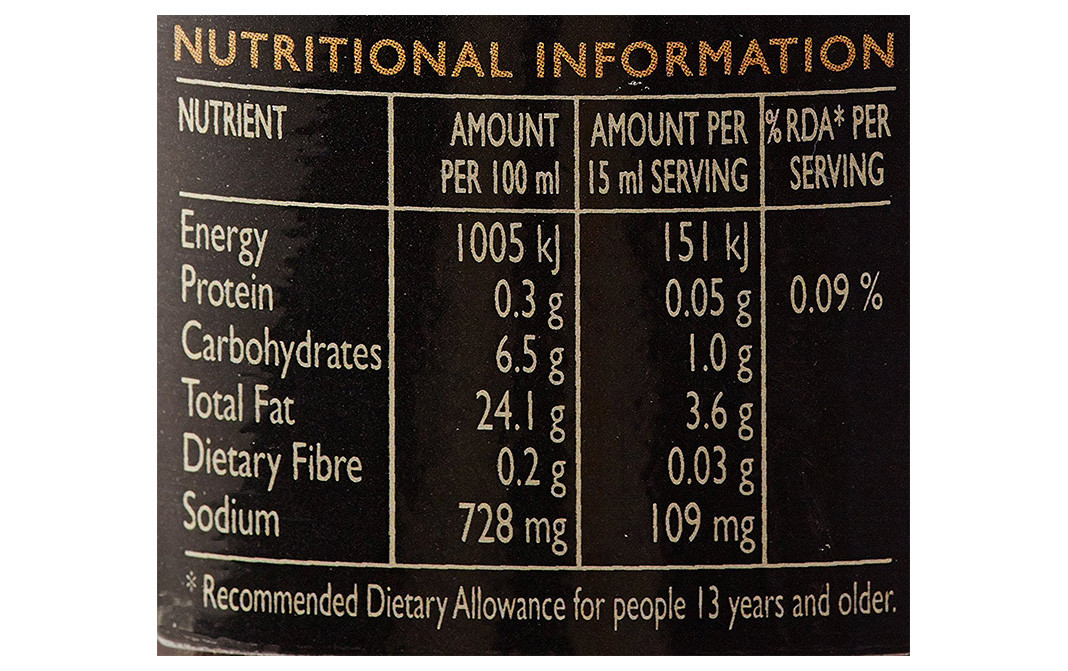 NUTRITIONAL INFORMATION
NUTRIENT AMOUNT PER 100 ml AMOUNT PER 15 ml SERVING % RDA* PER SERVING
Energy 1005 kJ 151 kJ
Protein 0.3 g 0.05 g 0.09 %
Carbohydrates 6.5 g 1.0 g
Total Fat 24.1 g 3.6 g
Dietary Fibre 0.2 g 0.03 g
Sodium 728 mg 109 mg
* Recommended Dietary Allowance for people 13 years and older.